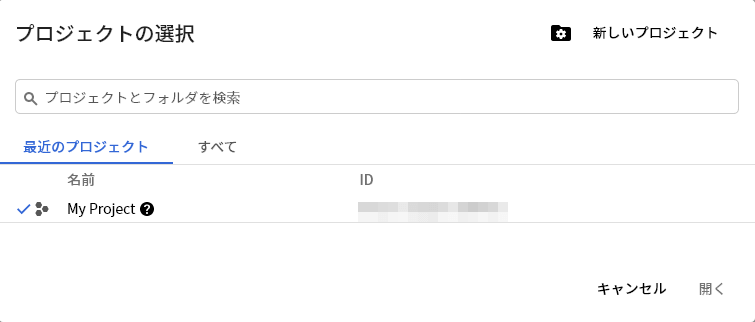 プロジェクトの選択
新しいプロジェクト
プロジェクトとフォルダを検索
最近のプロジェクト
すべて
名前
ID
My Project
キャンセル
開く